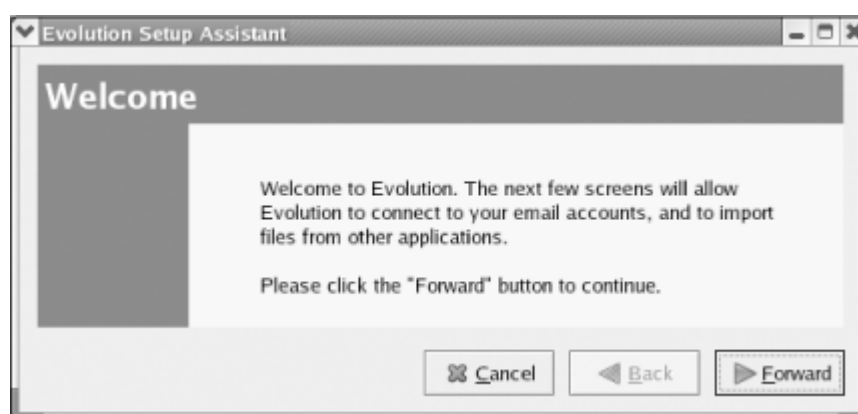 Evolution Setup Assistant
Welcome
Welcome to Evolution. The next few screens will allow
Evolution to connect to your email accounts, and to import
files from other applications.
Please click the "Forward" button to continue.
Cancel
Back
Forward